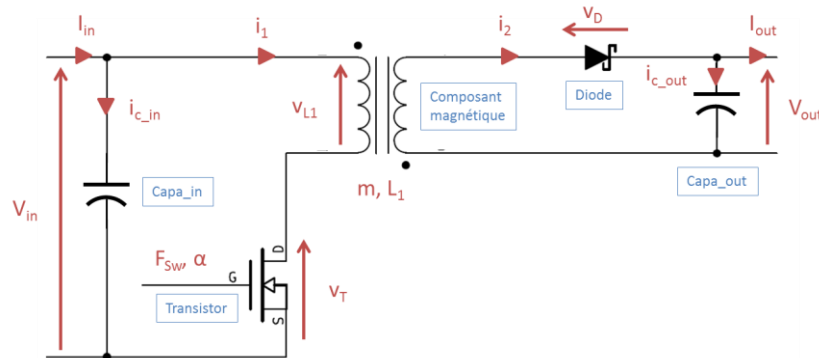 I_in
i_1
i_2
v_D
I_out
i_c_in
v_L1
Composant
magnétique
Diode
i_c_out
V_out
V_in
Capa_in
m, L_1
Capa_out
F_Sw, α
D
G
S
Transistor
v_T